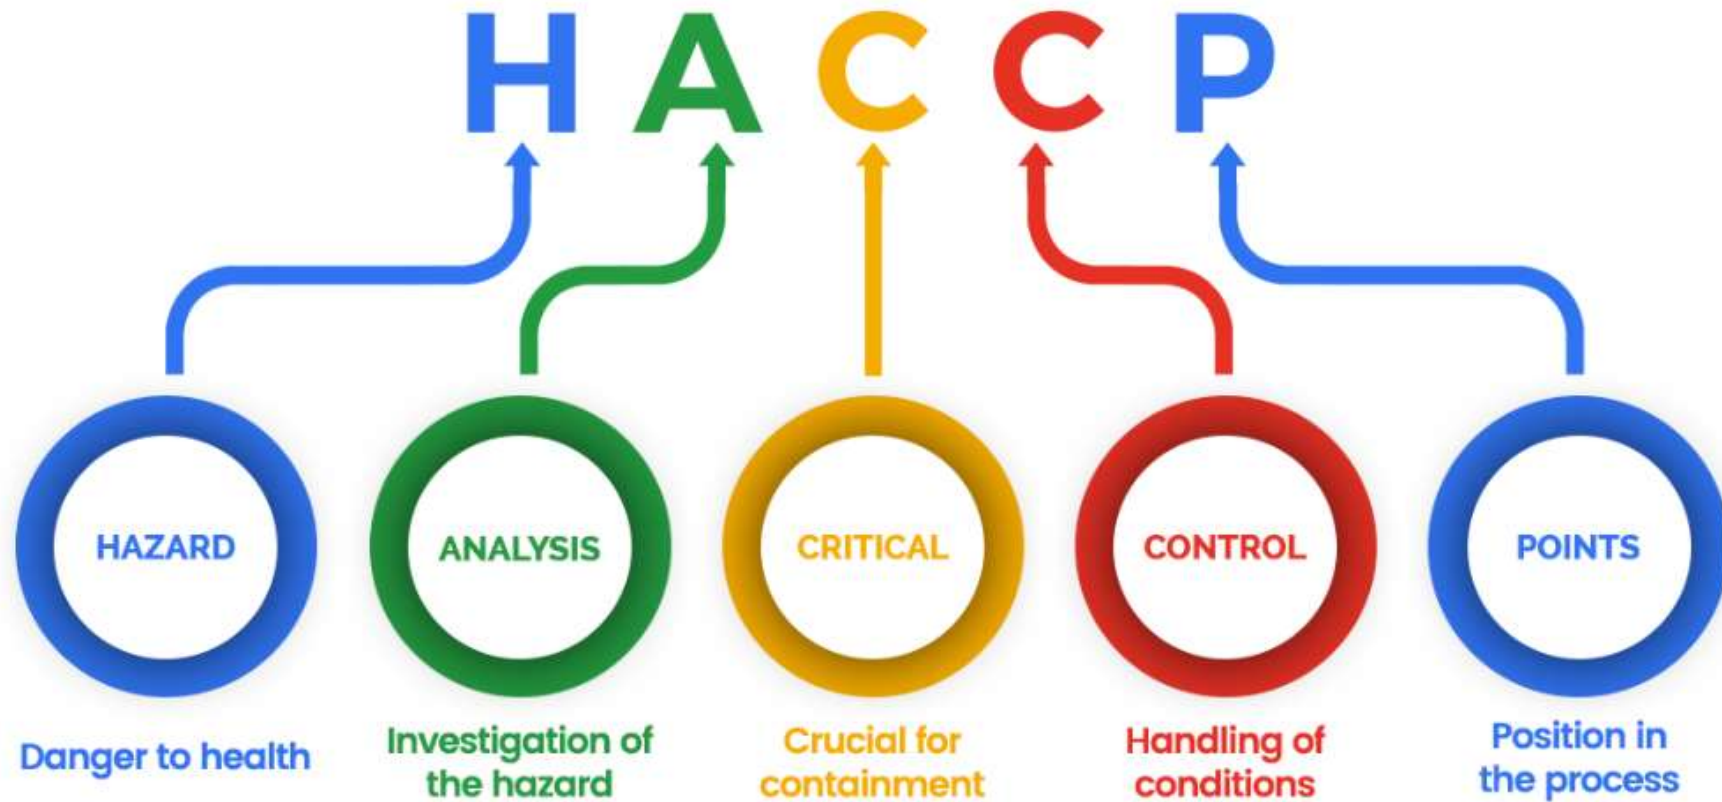 HACCP
HAZARD
ANALYSIS
CRITICAL
CONTROL
POINTS
Danger to health
Investigation of
the hazard
Crucial for
containment
Handling of
conditions
Position in
the process